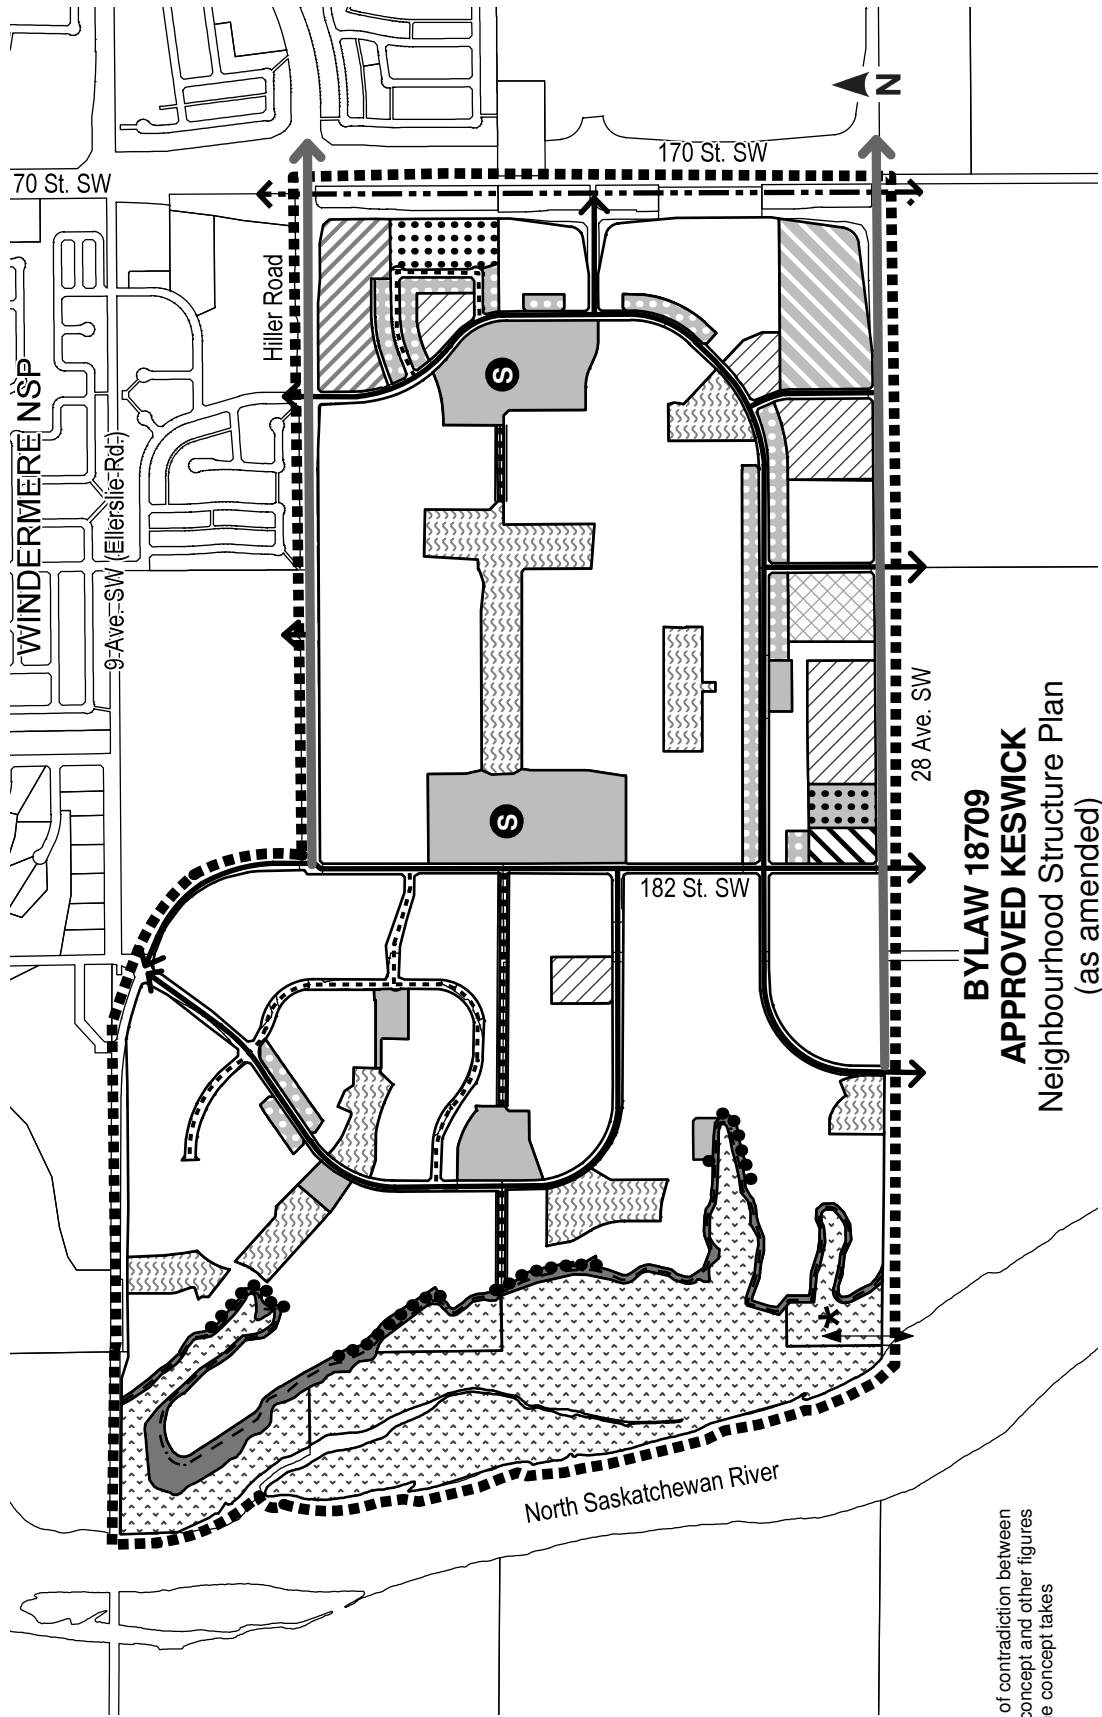 N
170 St. SW
70 St. SW
Hiller Road
WINDERMERE NSP
9 Ave. SW (Ellerslie Rd.)
S
S
28 Ave. SW
182 St. SW
BYLAW 18709
APPROVED KESWICK
Neighbourhood Structure Plan
(as amended)
North Saskatchewan River
of contradiction between
concept and other figures
e concept takes